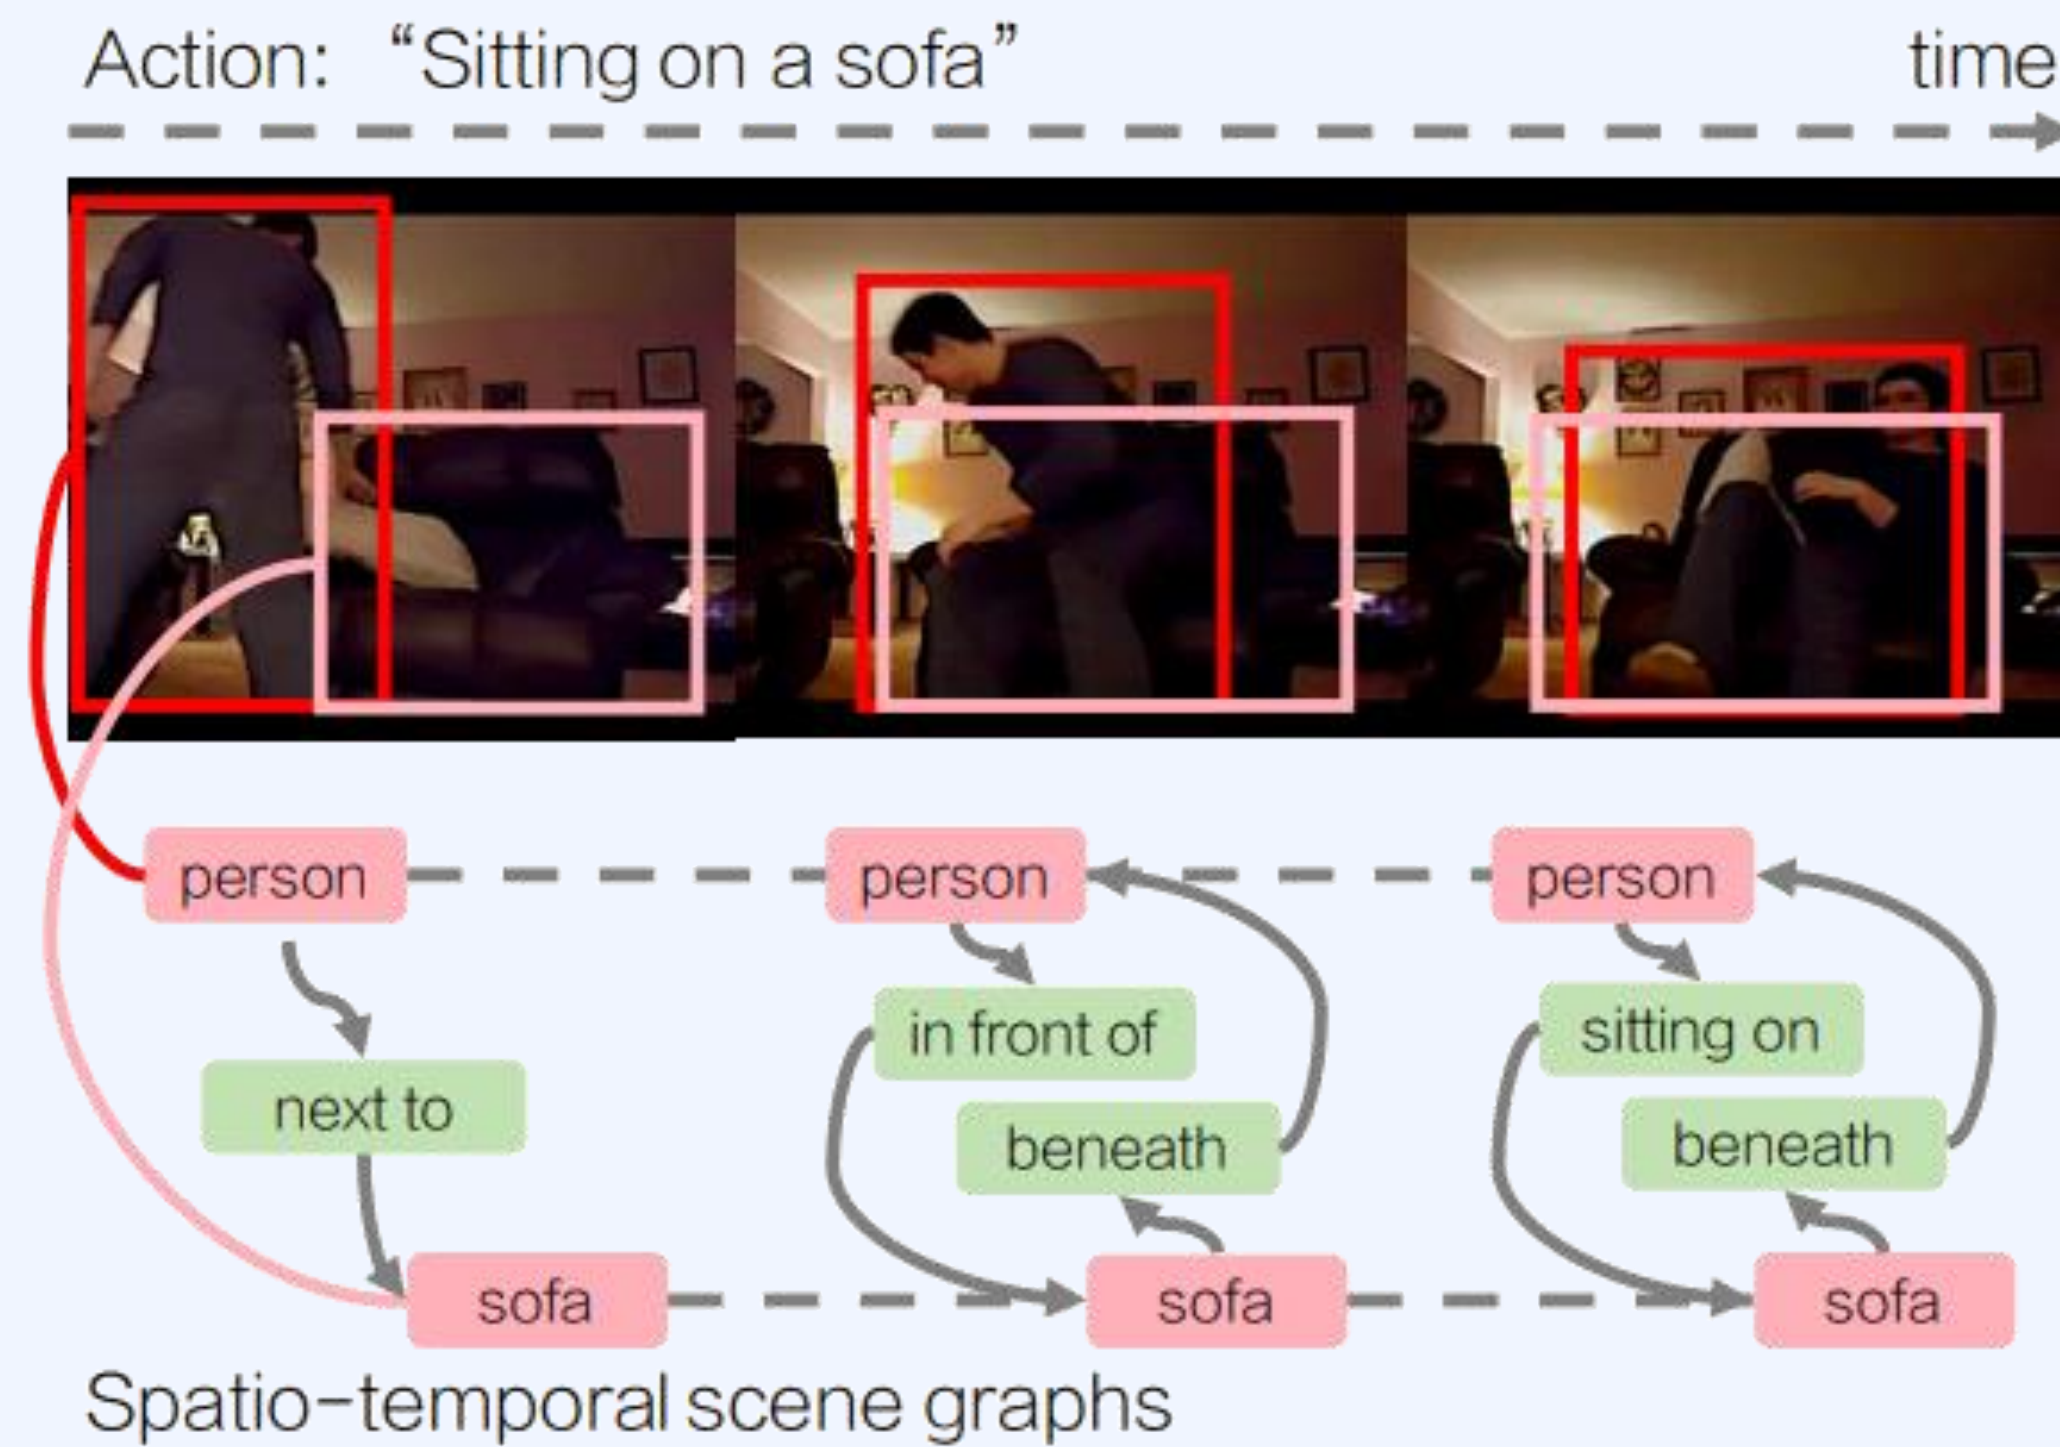 Action: “Sitting on a sofa”
time
person
person
person
in front of
sitting on
next to
beneath
beneath
sofa
sofa
sofa
Spatio-temporal scene graphs